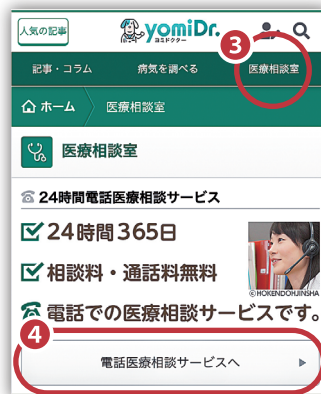 人気の記事
yomiDr.
ヨミドクター
3
記事・コラム 病気を調べる 医療相談室
ホーム 医療相談室
医療相談室
24時間電話医療相談サービス
24時間365日
相談料・通話料無料
©HOKENDOHJINSHA
電話での医療相談サービスです。
4
電話医療相談サービスへ